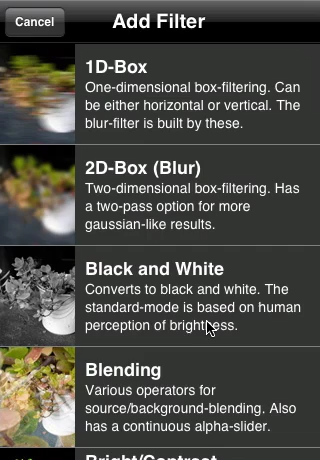 Cancel
Add Filter
1D-Box
One-dimensional box-filtering. Can
be either horizontal or vertical. The
blur-filter is built by these.
2D-Box (Blur)
Two-dimensional box-filtering. Has
a two-pass option for more
gaussian-like results.
Black and White
Converts to black and white. The
standard-mode is based on human
perception of brightness.
Blending
Various operators for
source/background-blending. Also
has a continuous alpha-slider.
Bright/Contrast